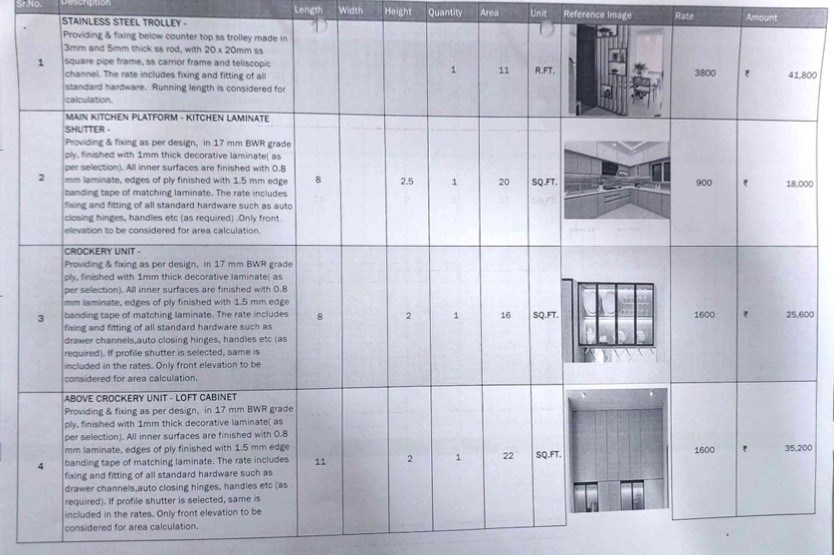 Sr.No. Description Length Width Height Quantity Area Unit Reference Image Rate Amount
STAINLESS STEEL TROLLEY -
Providing & fixing below counter top ss trolley made in
3mm and 5mm thick ss rod, with 20 x 20mm ss
square pipe frame, ss carrior frame and teliscopic
channel. The rate includes fixing and fitting of all
standard hardware. Running length is considered for
calculation.
1 1 11 R.FT. 3800 ₹ 41,800
MAIN KITCHEN PLATFORM - KITCHEN LAMINATE
SHUTTER -
Providing & fixing as per design, in 17 mm BWR grade
ply, finished with 1mm thick decorative laminate( as
per selection). All inner surfaces are finished with 0.8
mm laminate, edges of ply finished with 1.5 mm edge
banding tape of matching laminate. The rate includes
fixing and fitting of all standard hardware such as auto
closing hinges, handles etc (as required) .Only front
elevation to be considered for area calculation.
2 8 2.5 1 20 SQ.FT. 900 ₹ 18,000
CROCKERY UNIT -
Providing & fixing as per design, in 17 mm BWR grade
ply, finished with 1mm thick decorative laminate( as
per selection). All inner surfaces are finished with 0.8
mm laminate, edges of ply finished with 1.5 mm edge
banding tape of matching laminate. The rate includes
fixing and fitting of all standard hardware such as
drawer channels,auto closing hinges, handles etc (as
required). If profile shutter is selected, same is
included in the rates. Only front elevation to be
considered for area calculation.
3 8 2 1 16 SQ.FT. 1600 ₹ 25,600
ABOVE CROCKERY UNIT - LOFT CABINET
Providing & fixing as per design, in 17 mm BWR grade
ply, finished with 1mm thick decorative laminate( as
per selection). All inner surfaces are finished with 0.8
mm laminate, edges of ply finished with 1.5 mm edge
banding tape of matching laminate. The rate includes
fixing and fitting of all standard hardware such as
drawer channels,auto closing hinges, handles etc (as
required). If profile shutter is selected, same is
included in the rates. Only front elevation to be
considered for area calculation.
4 11 2 1 22 SQ.FT. 1600 ₹ 35,200